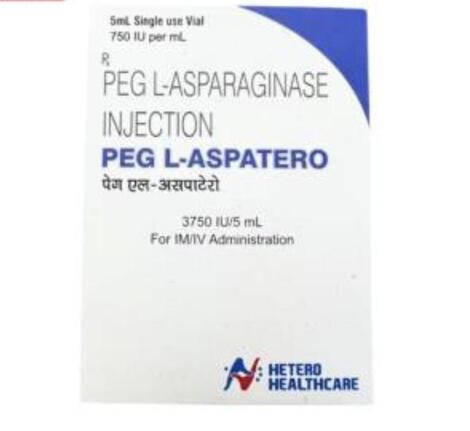 5mL Single use Vial
750 IU per mL
℞
PEG L-ASPARAGINASE
INJECTION
PEG L-ASPATERO
पेग एल-असपाटेरो
3750 IU/5 mL
For IM/IV Administration
HETERO
HEALTHCARE